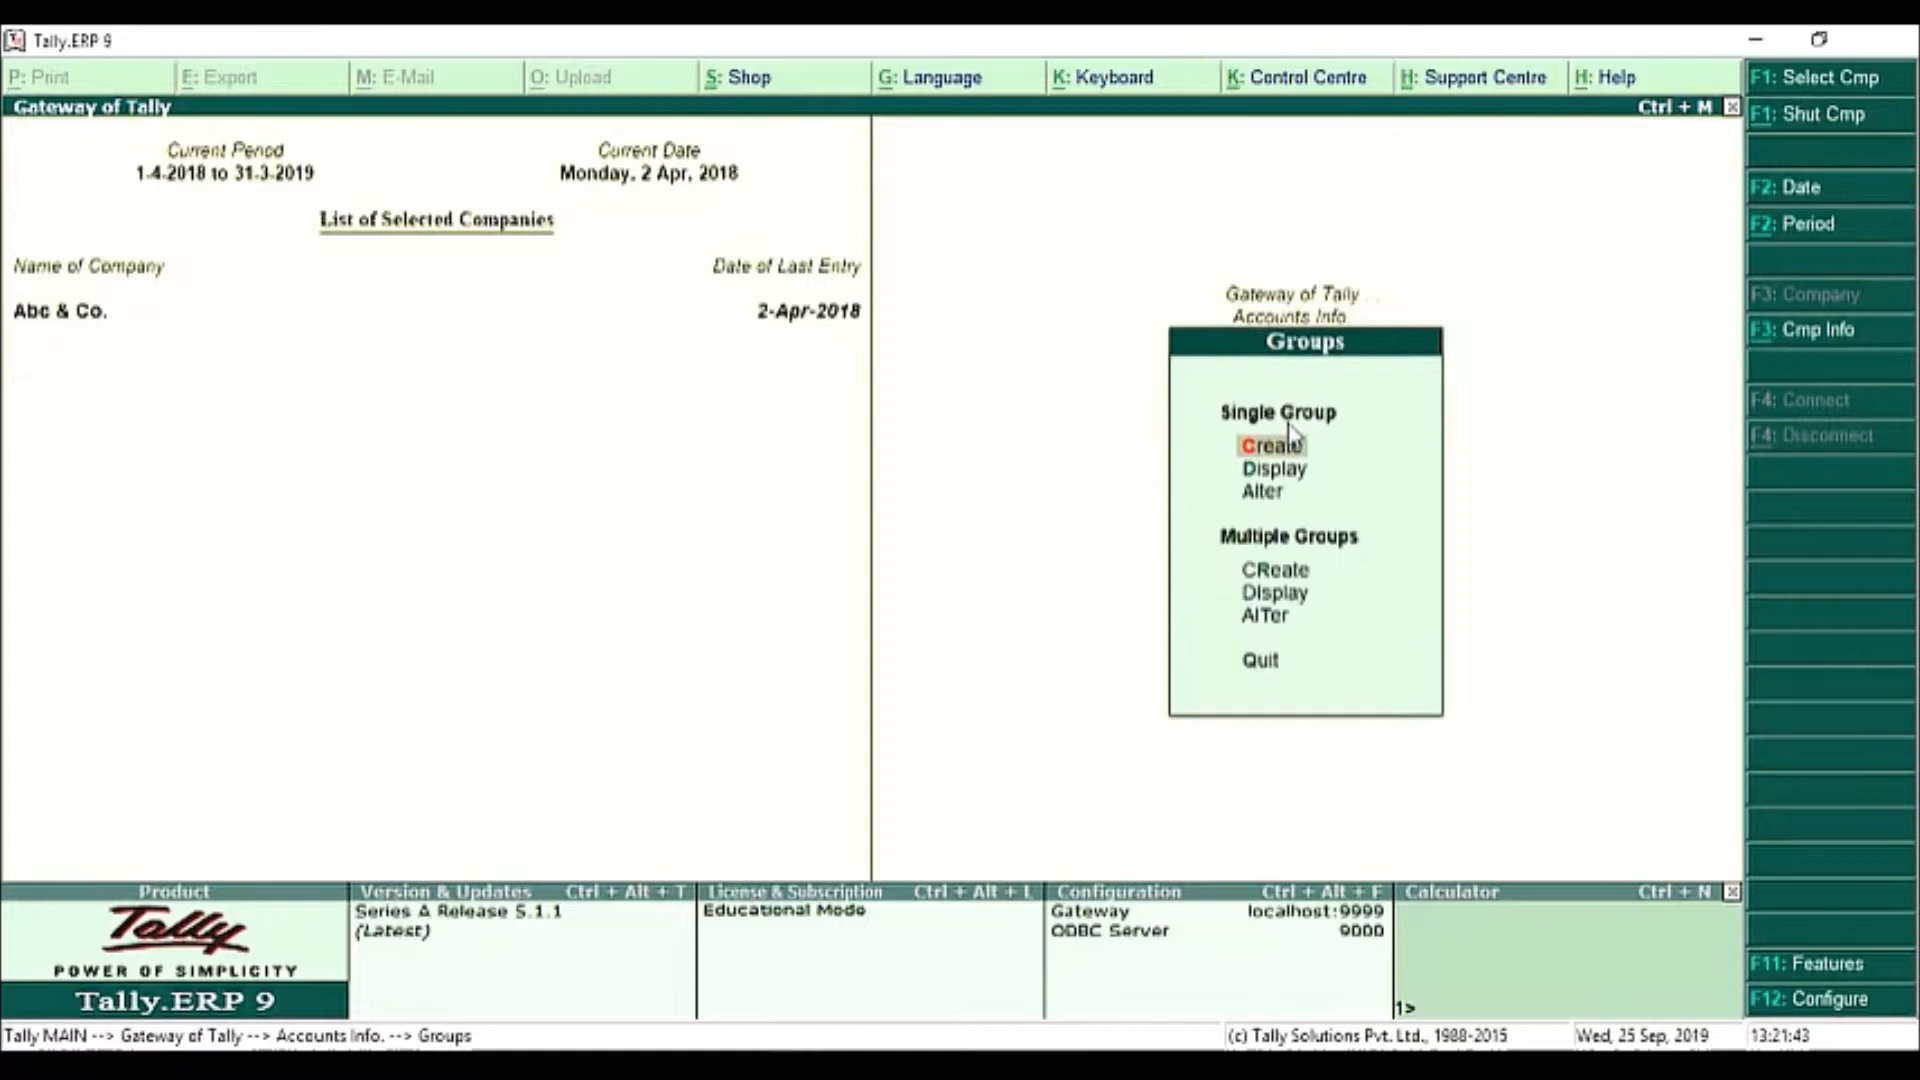 Tally.ERP 9
P: Print E: Export M: E-Mail O: Upload S: Shop G: Language K: Keyboard K: Control Centre H: Support Centre H: Help
Gateway of Tally Ctrl + M
Current Period Current Date
1-4-2018 to 31-3-2019 Monday, 2 Apr, 2018
List of Selected Companies
Name of Company Date of Last Entry
Abc & Co. 2-Apr-2018
Gateway of Tally . .
Accounts Info.
Groups
Single Group
Create
Display
Alter
Multiple Groups
CReate
DIsplay
AlTer
Quit
F1: Select Cmp
F1: Shut Cmp
F2: Date
F2: Period
F3: Company
F3: Cmp Info
F4: Connect
F4: Disconnect
F11: Features
F12: Configure
Product
Tally
POWER OF SIMPLICITY
Tally.ERP 9
Version & Updates Ctrl + Alt + T
Series A Release 5.1.1
(Latest)
License & Subscription Ctrl + Alt + L
Educational Mode
Configuration Ctrl + Alt + F
Gateway localhost:9999
ODBC Server 9000
Calculator Ctrl + N
1>
Tally MAIN --> Gateway of Tally --> Accounts Info. --> Groups (c) Tally Solutions Pvt. Ltd., 1988-2015 Wed, 25 Sep, 2019 13:21:43